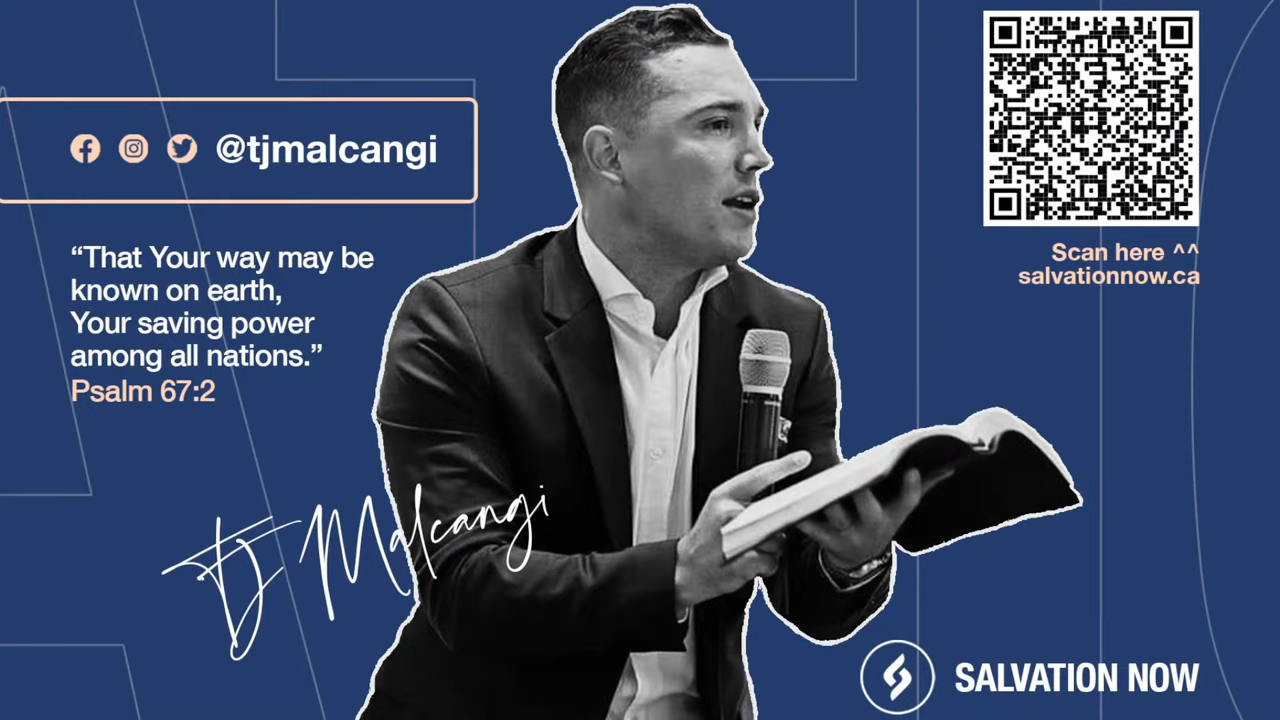 @tjmalcangi
“That Your way may be
known on earth,
Your saving power
among all nations.”
Psalm 67:2
TJ Malcangi
Scan here ^^
salvationnow.ca
SALVATION NOW